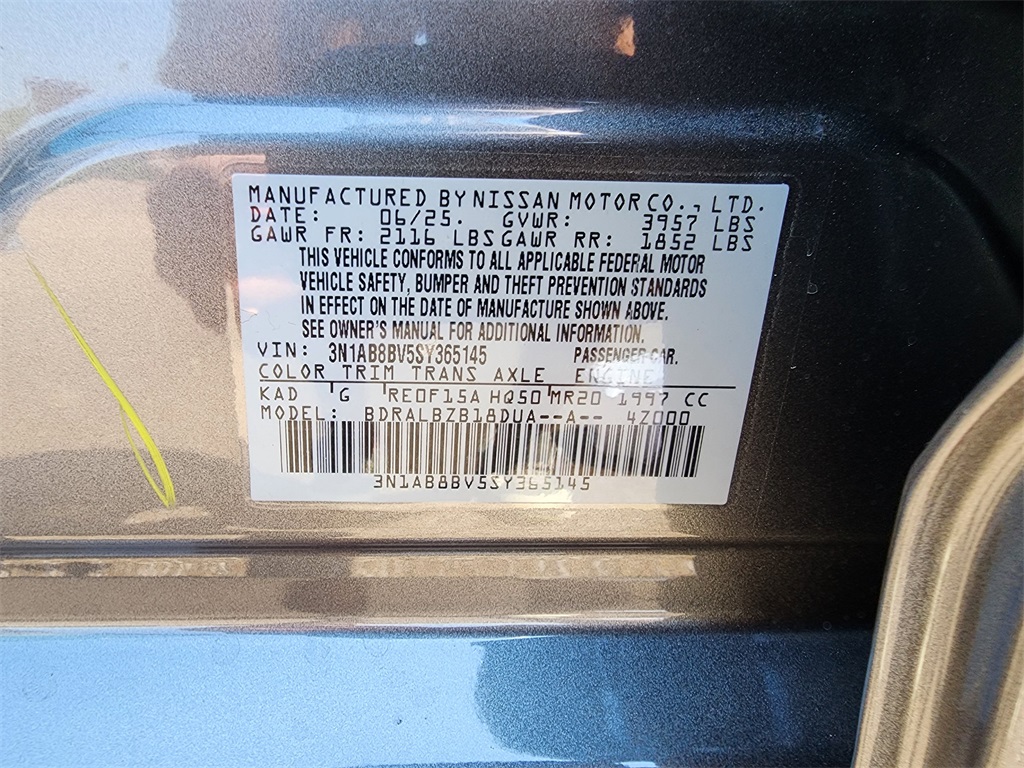 MANUFACTURED BY NISSAN MOTOR CO., LTD.
DATE: 06/25. GVWR: 3957 LBS
GAWR FR: 2116 LBS GAWR RR: 1852 LBS
THIS VEHICLE CONFORMS TO ALL APPLICABLE FEDERAL MOTOR
VEHICLE SAFETY, BUMPER AND THEFT PREVENTION STANDARDS
IN EFFECT ON THE DATE OF MANUFACTURE SHOWN ABOVE.
SEE OWNER'S MANUAL FOR ADDITIONAL INFORMATION.
VIN: 3N1AB8BV5SY365145 PASSENGER CAR.
COLOR TRIM TRANS AXLE ENGINE
KAD G RE0F15A HQ50 MR20 1997 CC
MODEL: BDRALBZB18DUA--A-- 4Z000
3N1AB8BV5SY365145